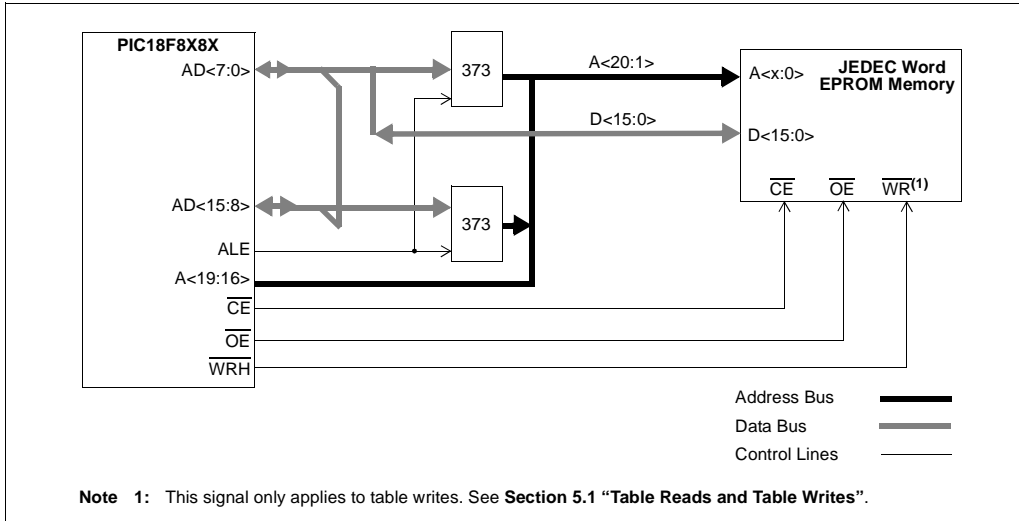 PIC18F8X8X
AD<7:0>
373
A<20:1>
A<x:0>
JEDEC Word
EPROM Memory
D<15:0>
D<15:0>
CE
OE
WR(1)
AD<15:8>
373
ALE
A<19:16>
CE
OE
WRH
Address Bus
Data Bus
Control Lines
Note 1: This signal only applies to table writes. See Section 5.1 “Table Reads and Table Writes”.